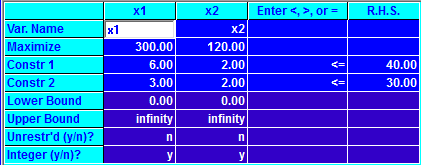 x1 x2 Enter <, >, or = R.H.S.
Var. Name x1 x2
Maximize 300.00 120.00
Constr 1 6.00 2.00 <= 40.00
Constr 2 3.00 2.00 <= 30.00
Lower Bound 0.00 0.00
Upper Bound infinity infinity
Unrestr'd (y/n)? n n
Integer (y/n)? y y